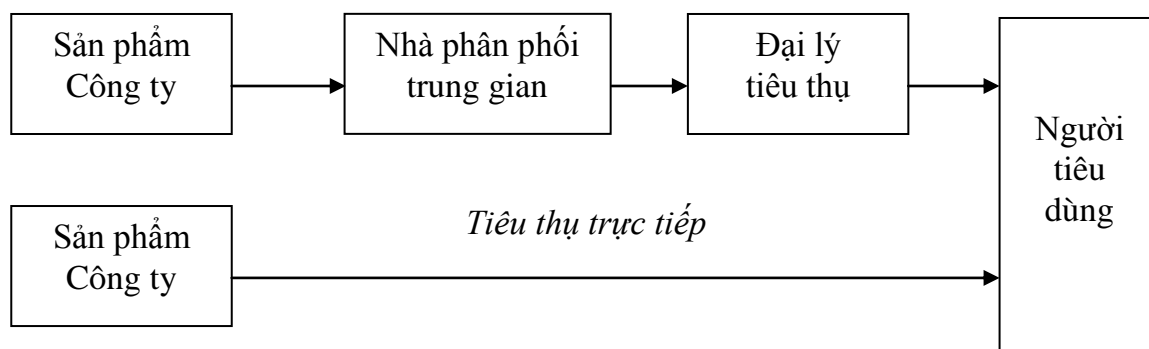 Sản phẩm
Công ty
Nhà phân phối
trung gian
Đại lý
tiêu thụ
Người
tiêu
dùng
Sản phẩm
Công ty
Tiêu thụ trực tiếp